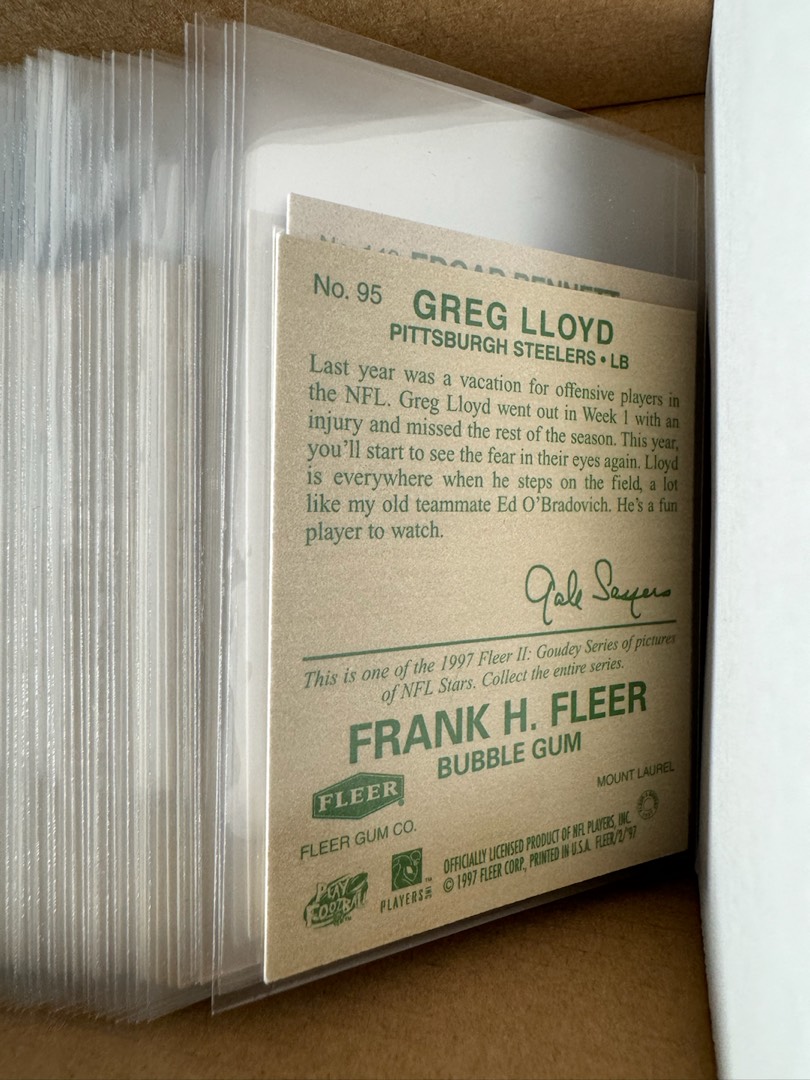 EDGAR BENNETT
No. 95
GREG LLOYD
PITTSBURGH STEELERS • LB
Last year was a vacation for offensive players in
the NFL. Greg Lloyd went out in Week 1 with an
injury and missed the rest of the season. This year,
you'll start to see the fear in their eyes again. Lloyd
is everywhere when he steps on the field, a lot
like my old teammate Ed O'Bradovich. He's a fun
player to watch.
Gale Sayers
This is one of the 1997 Fleer II: Goudey Series of pictures
of NFL Stars. Collect the entire series.
FRANK H. FLEER
BUBBLE GUM
FLEER
MOUNT LAUREL
FLEER GUM CO.
PLAY FOOTBALL
PLAYERS INC
OFFICIALLY LICENSED PRODUCT OF NFL PLAYERS, INC.
© 1997 FLEER CORP., PRINTED IN U.S.A. FLEER/2/'97